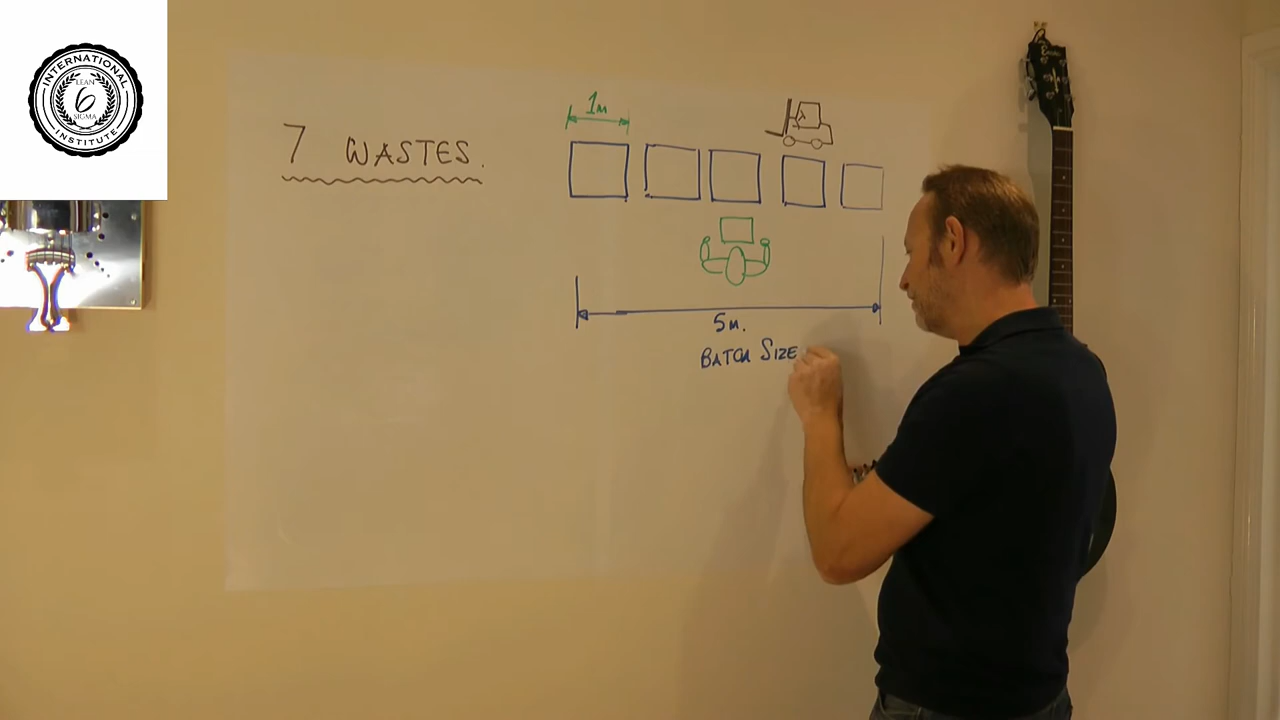 INTERNATIONAL
LEAN
6
SIGMA
INSTITUTE
7 WASTES.
1M
5M.
BATCH SIZE